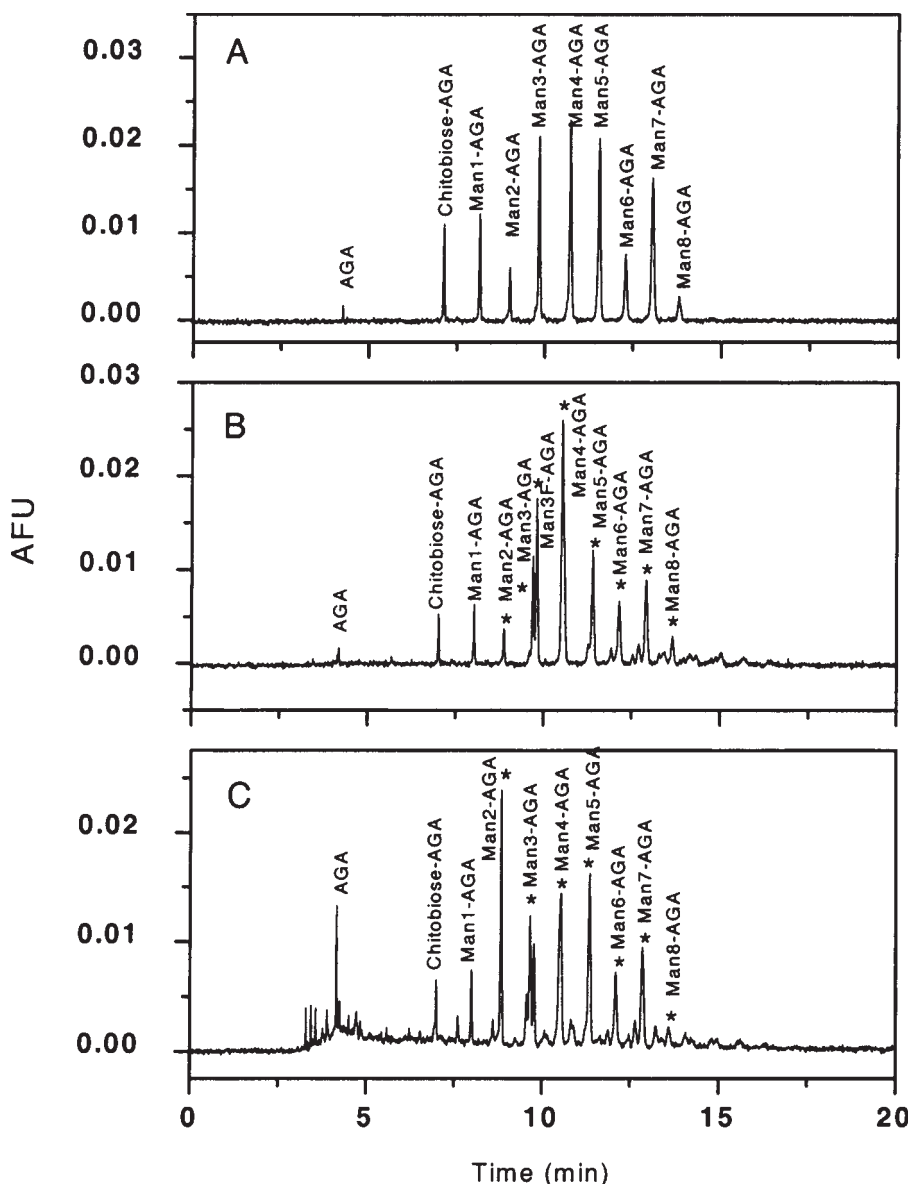 A
0.03
0.02
0.01
0.00
AGA
Chitobiose-AGA
Man1-AGA
Man2-AGA
Man3-AGA
Man4-AGA
Man5-AGA
Man6-AGA
Man7-AGA
Man8-AGA
B
0.03
0.02
0.01
0.00
AGA
Chitobiose-AGA
Man1-AGA
* Man2-AGA
* Man3-AGA
* Man3F-AGA
* Man4-AGA
* Man5-AGA
* Man6-AGA
* Man7-AGA
* Man8-AGA
AFU
C
0.02
0.01
0.00
AGA
Chitobiose-AGA
Man1-AGA
Man2-AGA *
* Man3-AGA
* Man4-AGA
* Man5-AGA
* Man6-AGA
* Man7-AGA
* Man8-AGA
0 5 10 15 20
Time (min)